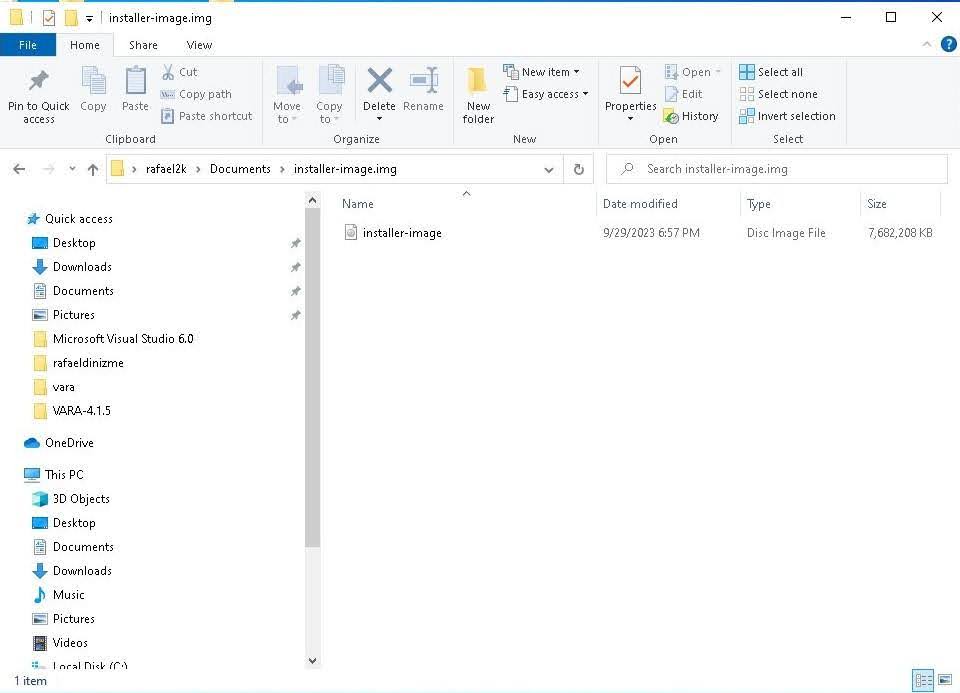 installer-image.img
File Home Share View
Pin to Quick access
Copy
Paste
Cut
Copy path
Paste shortcut
Clipboard
Move to
Copy to
Delete
Rename
Organize
New folder
New item
Easy access
New
Properties
Open
Edit
History
Open
Select all
Select none
Invert selection
Select
rafael2k › Documents › installer-image.img
Search installer-image.img
Name Date modified Type Size
installer-image 9/29/2023 6:57 PM Disc Image File 7,682,208 KB
Quick access
Desktop
Downloads
Documents
Pictures
Microsoft Visual Studio 6.0
rafaeldinizme
vara
VARA-4.1.5
OneDrive
This PC
3D Objects
Desktop
Documents
Downloads
Music
Pictures
Videos
Local Disk (C:)
1 item